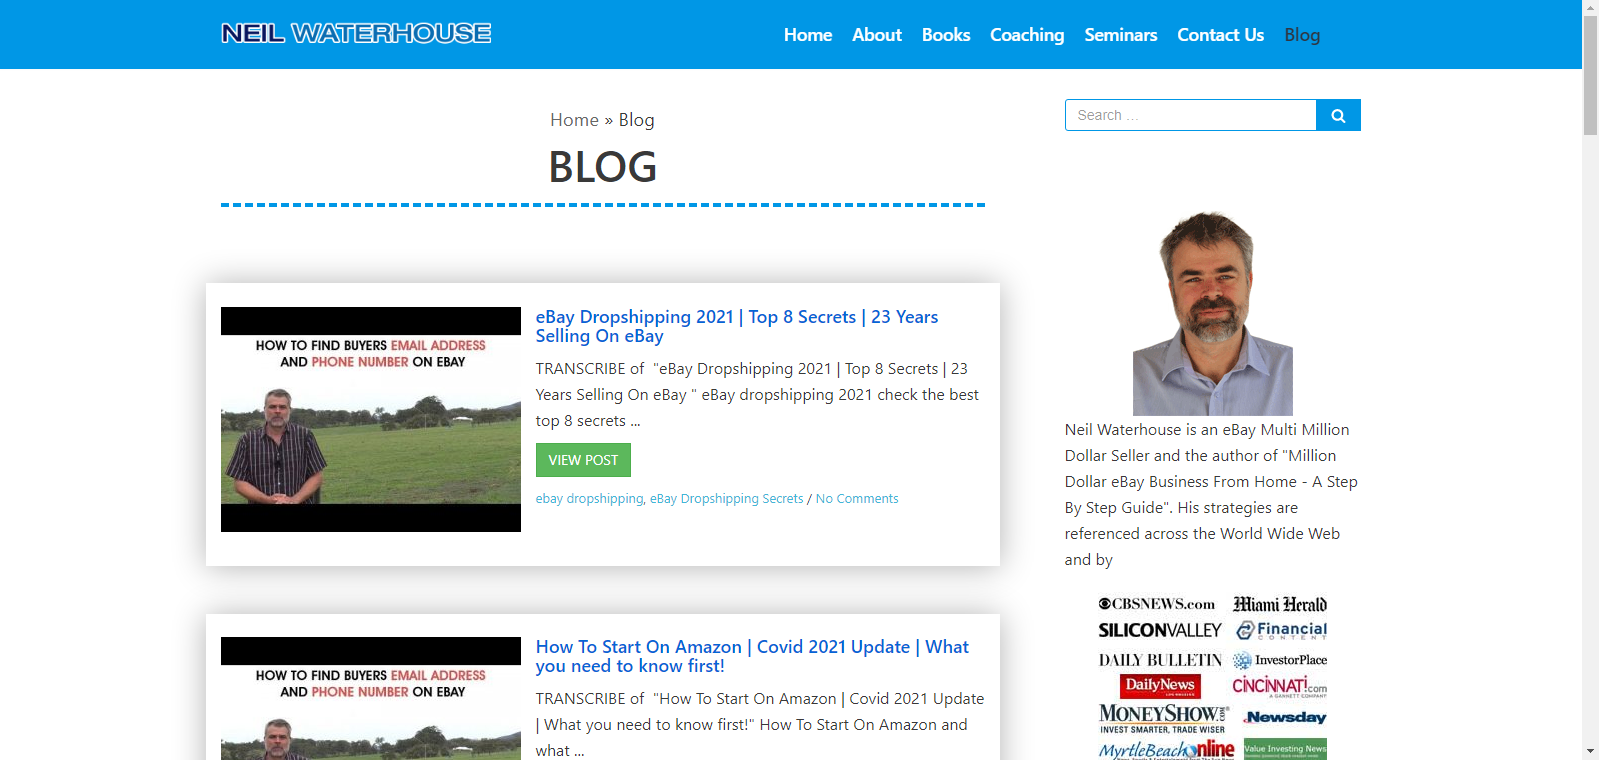 NEIL WATERHOUSE
Home About Books Coaching Seminars Contact Us Blog
Home » Blog
BLOG
HOW TO FIND BUYERS EMAIL ADDRESS
AND PHONE NUMBER ON EBAY
eBay Dropshipping 2021 | Top 8 Secrets | 23 Years
Selling On eBay
TRANSCRIBE of "eBay Dropshipping 2021 | Top 8 Secrets | 23
Years Selling On eBay " eBay dropshipping 2021 check the best
top 8 secrets ...
VIEW POST
ebay dropshipping, eBay Dropshipping Secrets / No Comments
HOW TO FIND BUYERS EMAIL ADDRESS
AND PHONE NUMBER ON EBAY
How To Start On Amazon | Covid 2021 Update | What
you need to know first!
TRANSCRIBE of "How To Start On Amazon | Covid 2021 Update
| What you need to know first!" How To Start On Amazon and
what ...
Search ...
Neil Waterhouse is an eBay Multi Million
Dollar Seller and the author of "Million
Dollar eBay Business From Home - A Step
By Step Guide". His strategies are
referenced across the World Wide Web
and by
CBSNEWS.com Miami Herald
SILICONVALLEY Financial CONTENT
DAILY BULLETIN InvestorPlace
DailyNews CINCINNATI.com
A GANNETT COMPANY
MONEYSHOW.COM Newsday
INVEST SMARTER, TRADE WISER
MyrtleBeachonline Value Investing News